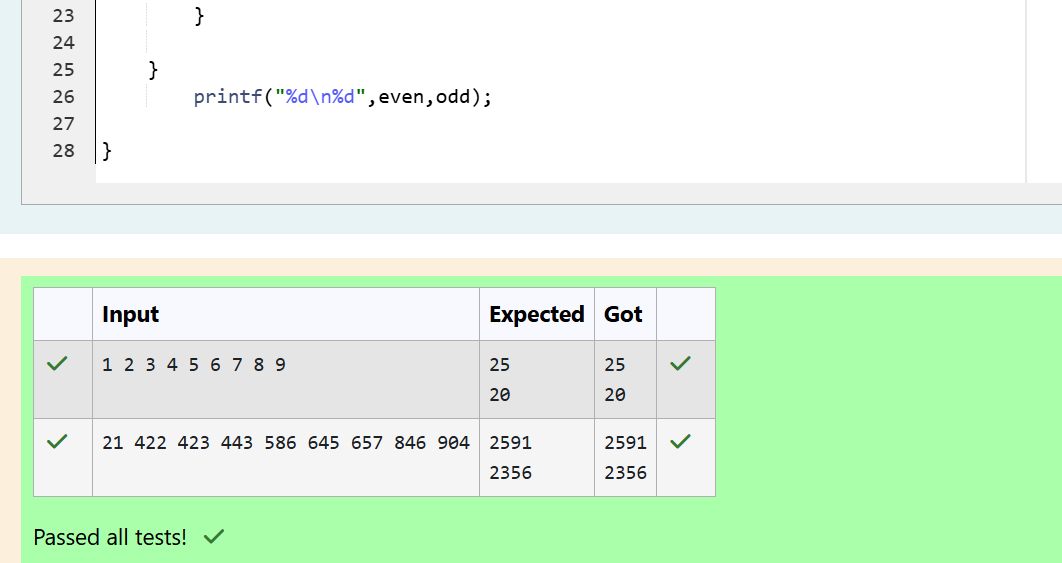 23 }
24
25 }
26 printf("%d\n%d",even,odd);
27
28 }
Input Expected Got
1 2 3 4 5 6 7 8 9 25 25
20 20
21 422 423 443 586 645 657 846 904 2591 2591
2356 2356
Passed all tests!